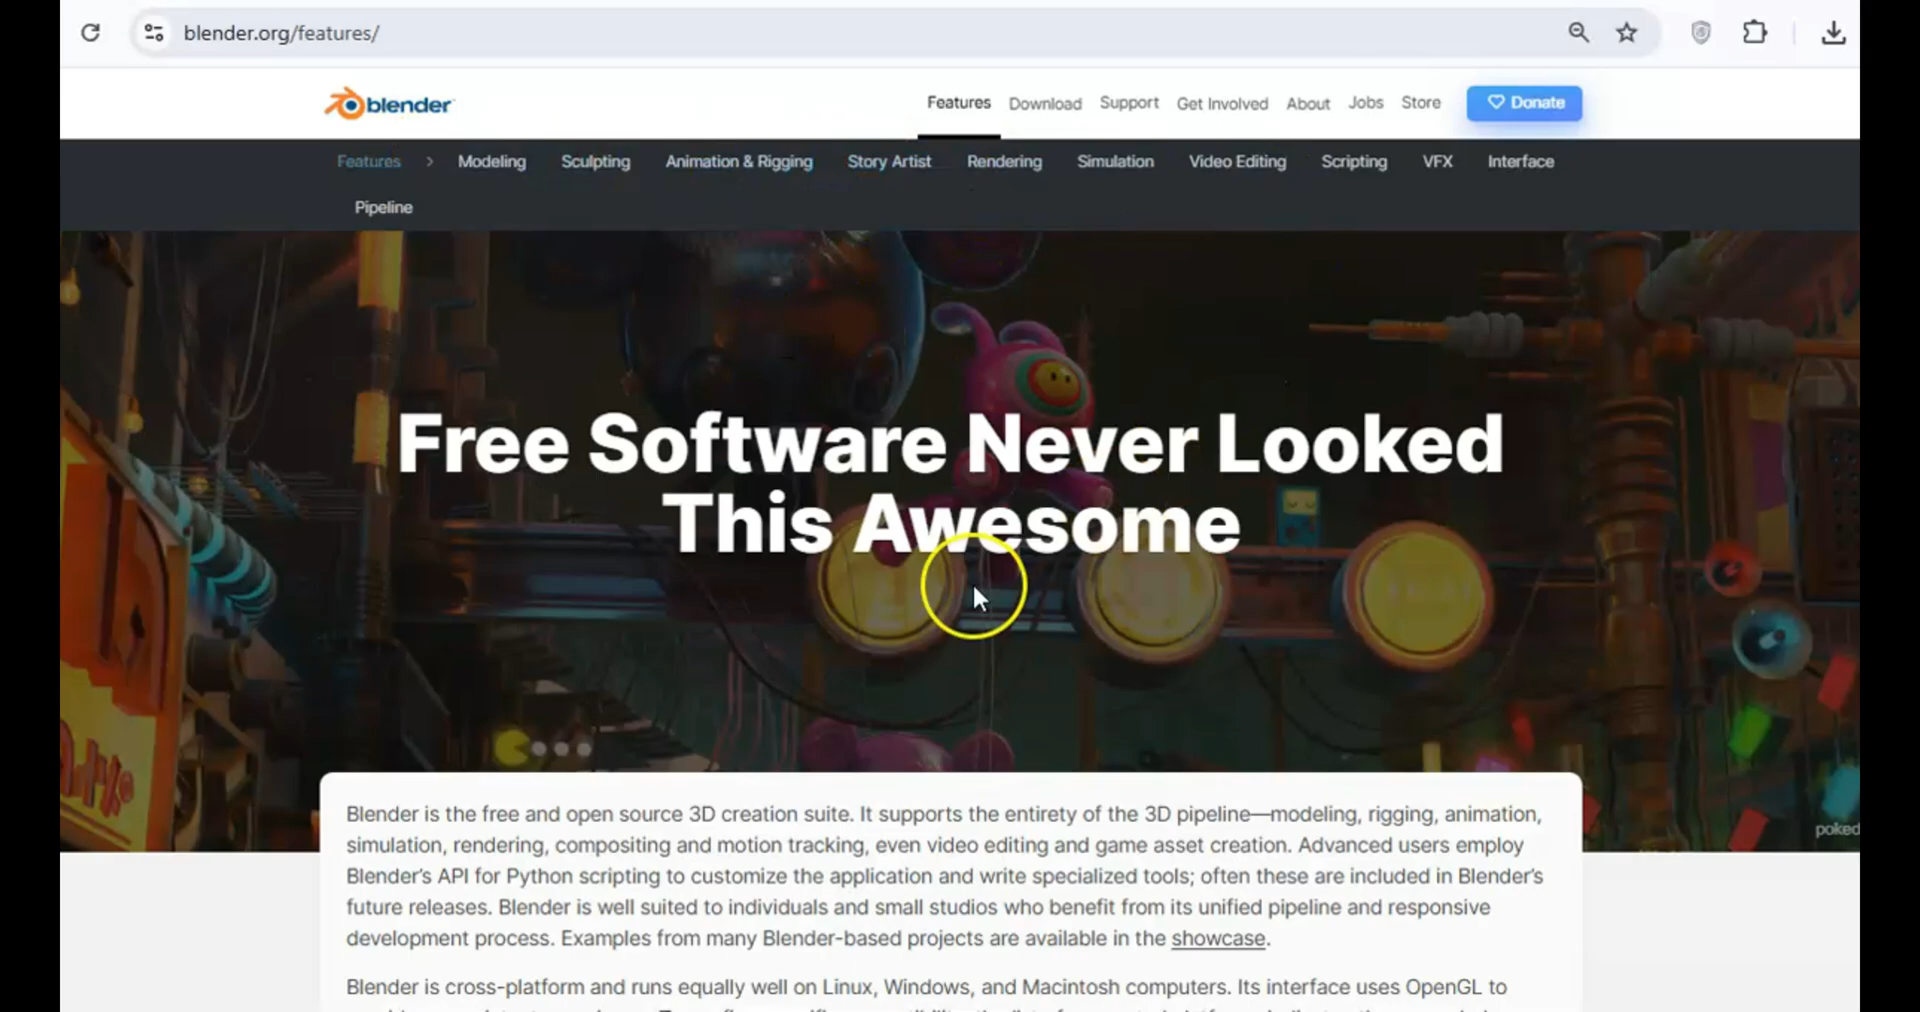 blender.org/features/
blender
Features Download Support Get Involved About Jobs Store Donate
Features > Modeling Sculpting Animation & Rigging Story Artist Rendering Simulation Video Editing Scripting VFX Interface
Pipeline
Free Software Never Looked
This Awesome
poked
Blender is the free and open source 3D creation suite. It supports the entirety of the 3D pipeline—modeling, rigging, animation,
simulation, rendering, compositing and motion tracking, even video editing and game asset creation. Advanced users employ
Blender’s API for Python scripting to customize the application and write specialized tools; often these are included in Blender’s
future releases. Blender is well suited to individuals and small studios who benefit from its unified pipeline and responsive
development process. Examples from many Blender-based projects are available in the showcase.
Blender is cross-platform and runs equally well on Linux, Windows, and Macintosh computers. Its interface uses OpenGL to